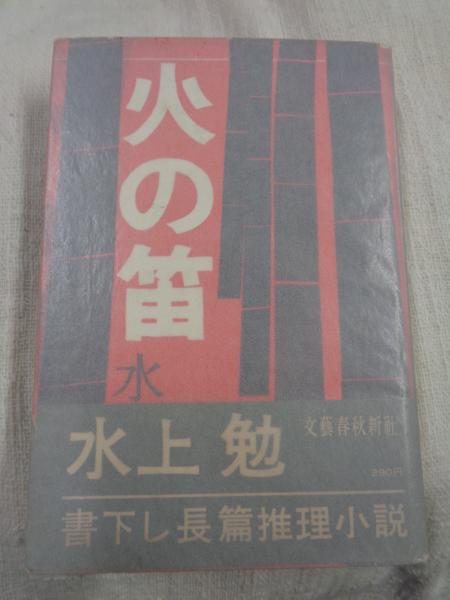 火の笛
水
水上 勉
文藝春秋新社
290円
書下し長篇推理小説